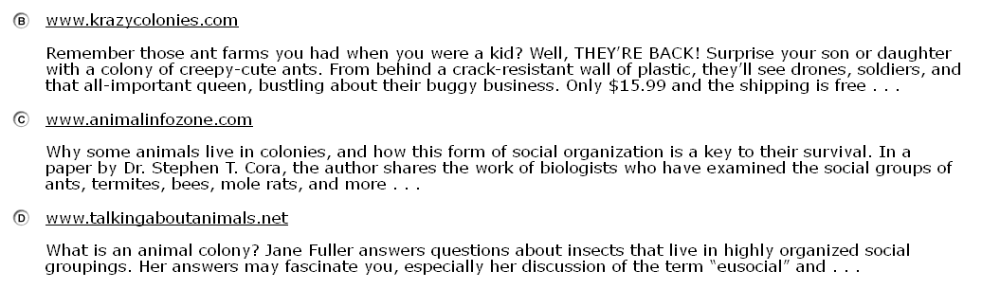 B www.krazycolonies.com
Remember those ant farms you had when you were a kid? Well, THEY’RE BACK! Surprise your son or daughter
with a colony of creepy-cute ants. From behind a crack-resistant wall of plastic, they’ll see drones, soldiers, and
that all-important queen, bustling about their buggy business. Only $15.99 and the shipping is free . . .
C www.animalinfozone.com
Why some animals live in colonies, and how this form of social organization is a key to their survival. In a
paper by Dr. Stephen T. Cora, the author shares the work of biologists who have examined the social groups of
ants, termites, bees, mole rats, and more . . .
D www.talkingaboutanimals.net
What is an animal colony? Jane Fuller answers questions about insects that live in highly organized social
groupings. Her answers may fascinate you, especially her discussion of the term “eusocial” and . . .